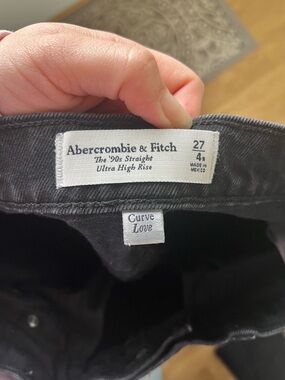 Abercrombie & Fitch
The '90s Straight
Ultra High Rise
27
4R
MADE IN
MEXICO
Curve
Love